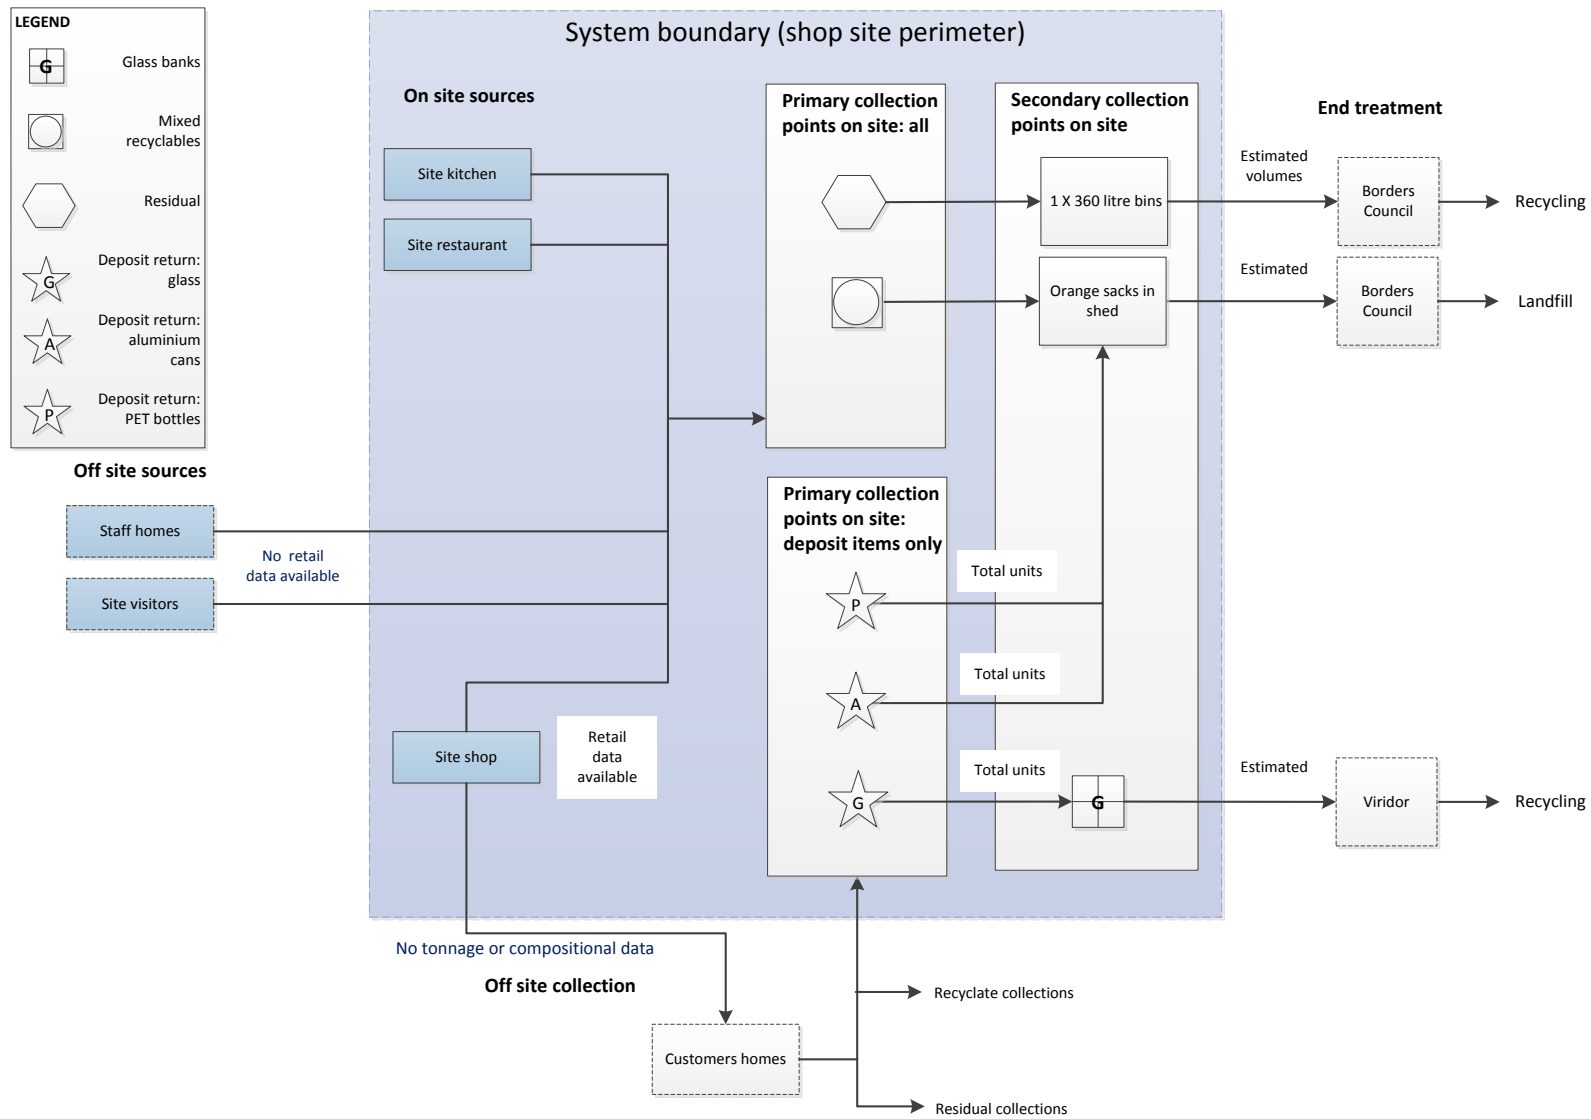 LEGEND
G
Glass banks
Mixed
recyclables
Residual
G
Deposit return:
glass
A
Deposit return:
aluminium
cans
P
Deposit return:
PET bottles
System boundary (shop site perimeter)
On site sources
Site kitchen
Site restaurant
Off site sources
Staff homes
No retail
data available
Site visitors
Site shop
Retail
data
available
Primary collection
points on site: all
Secondary collection
points on site
End treatment
1 X 360 litre bins
Estimated
volumes
Borders
Council
Recycling
Orange sacks in
shed
Estimated
Borders
Council
Landfill
Primary collection
points on site:
deposit items only
P
Total units
A
Total units
G
Total units
G
Estimated
Viridor
Recycling
No tonnage or compositional data
Off site collection
Customers homes
Recyclate collections
Residual collections